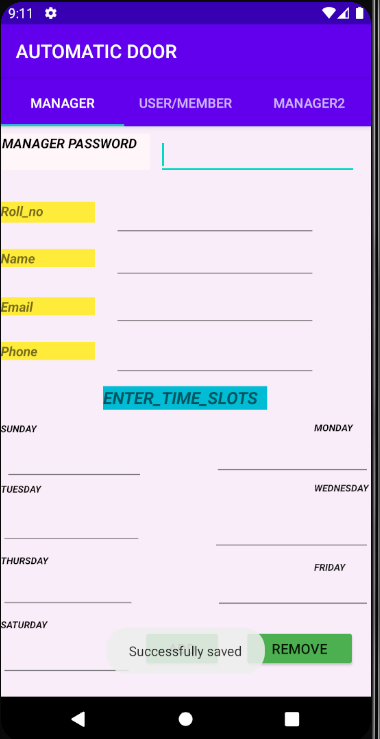 9:11
AUTOMATIC DOOR
MANAGER USER/MEMBER MANAGER2
MANAGER PASSWORD
Roll_no
Name
Email
Phone
ENTER_TIME_SLOTS
SUNDAY MONDAY
TUESDAY WEDNESDAY
THURSDAY FRIDAY
SATURDAY
Successfully saved REMOVE